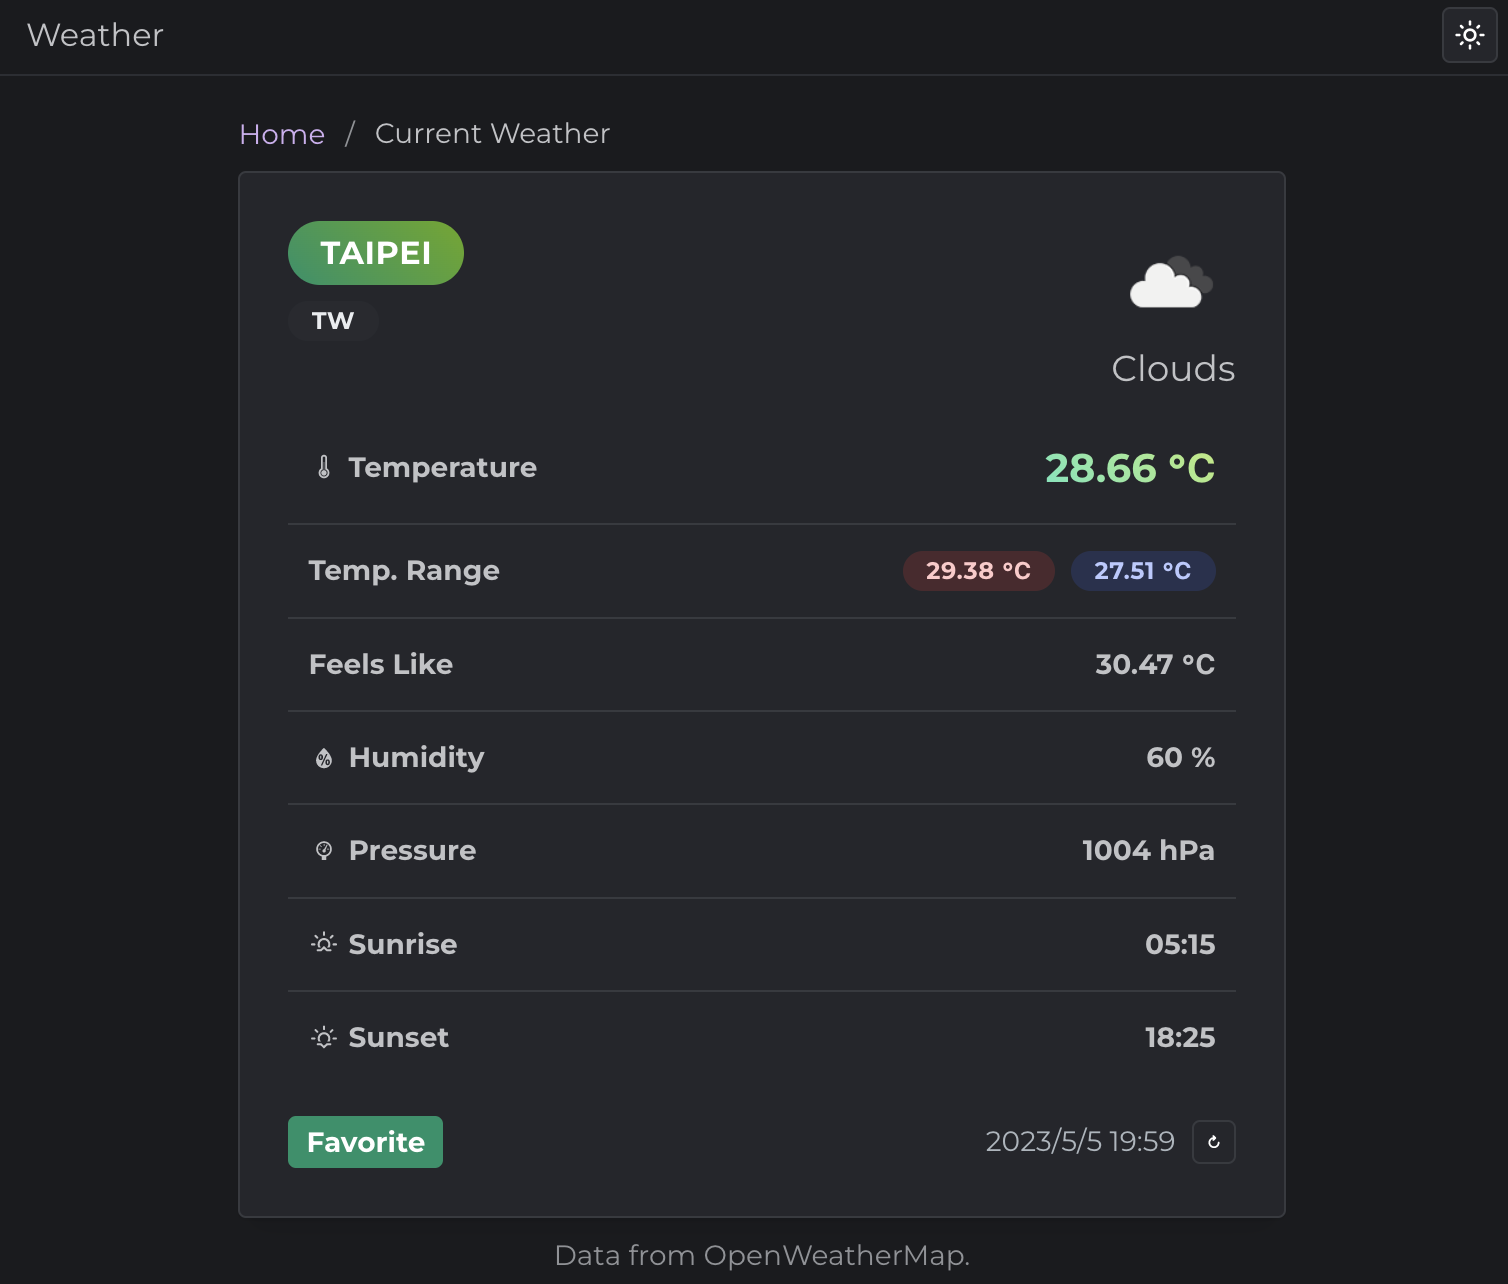 Weather
Home / Current Weather
TAIPEI
TW
Clouds
Temperature 28.66 °C
Temp. Range 29.38 °C 27.51 °C
Feels Like 30.47 °C
Humidity 60 %
Pressure 1004 hPa
Sunrise 05:15
Sunset 18:25
Favorite 2023/5/5 19:59
Data from OpenWeatherMap.